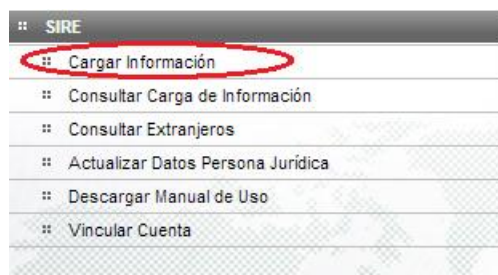 SIRE
Cargar Información
Consultar Carga de Información
Consultar Extranjeros
Actualizar Datos Persona Jurídica
Descargar Manual de Uso
Vincular Cuenta